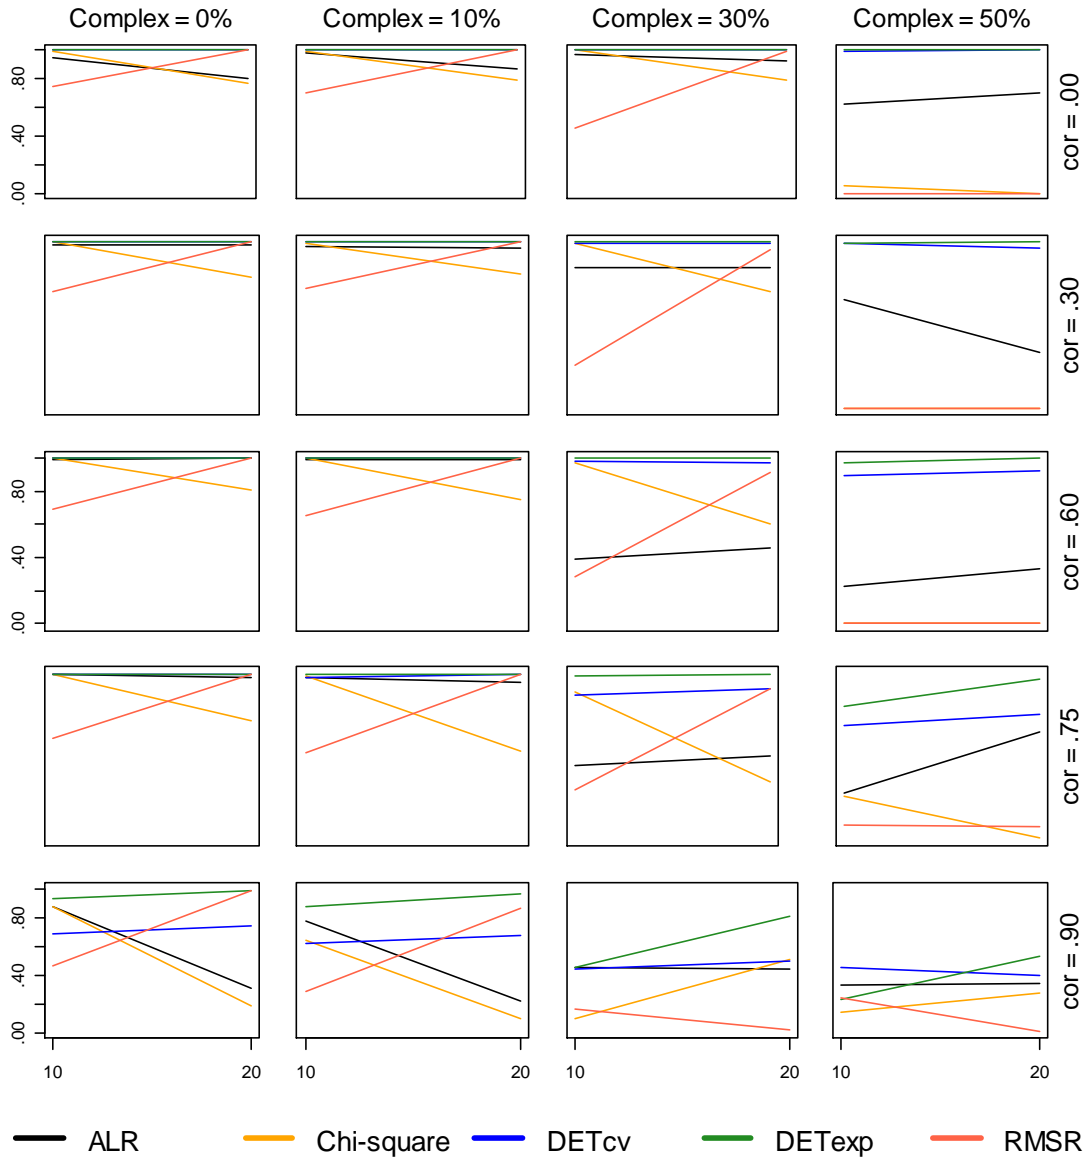 Complex = 0% Complex = 10% Complex = 30% Complex = 50%
.80
.40
.00
cor = .00
cor = .30
.80
.40
.00
cor = .60
cor = .75
.80
.40
.00
cor = .90
10 20 10 20 10 20 10 20
ALR Chi-square DETcv DETexp RMSR